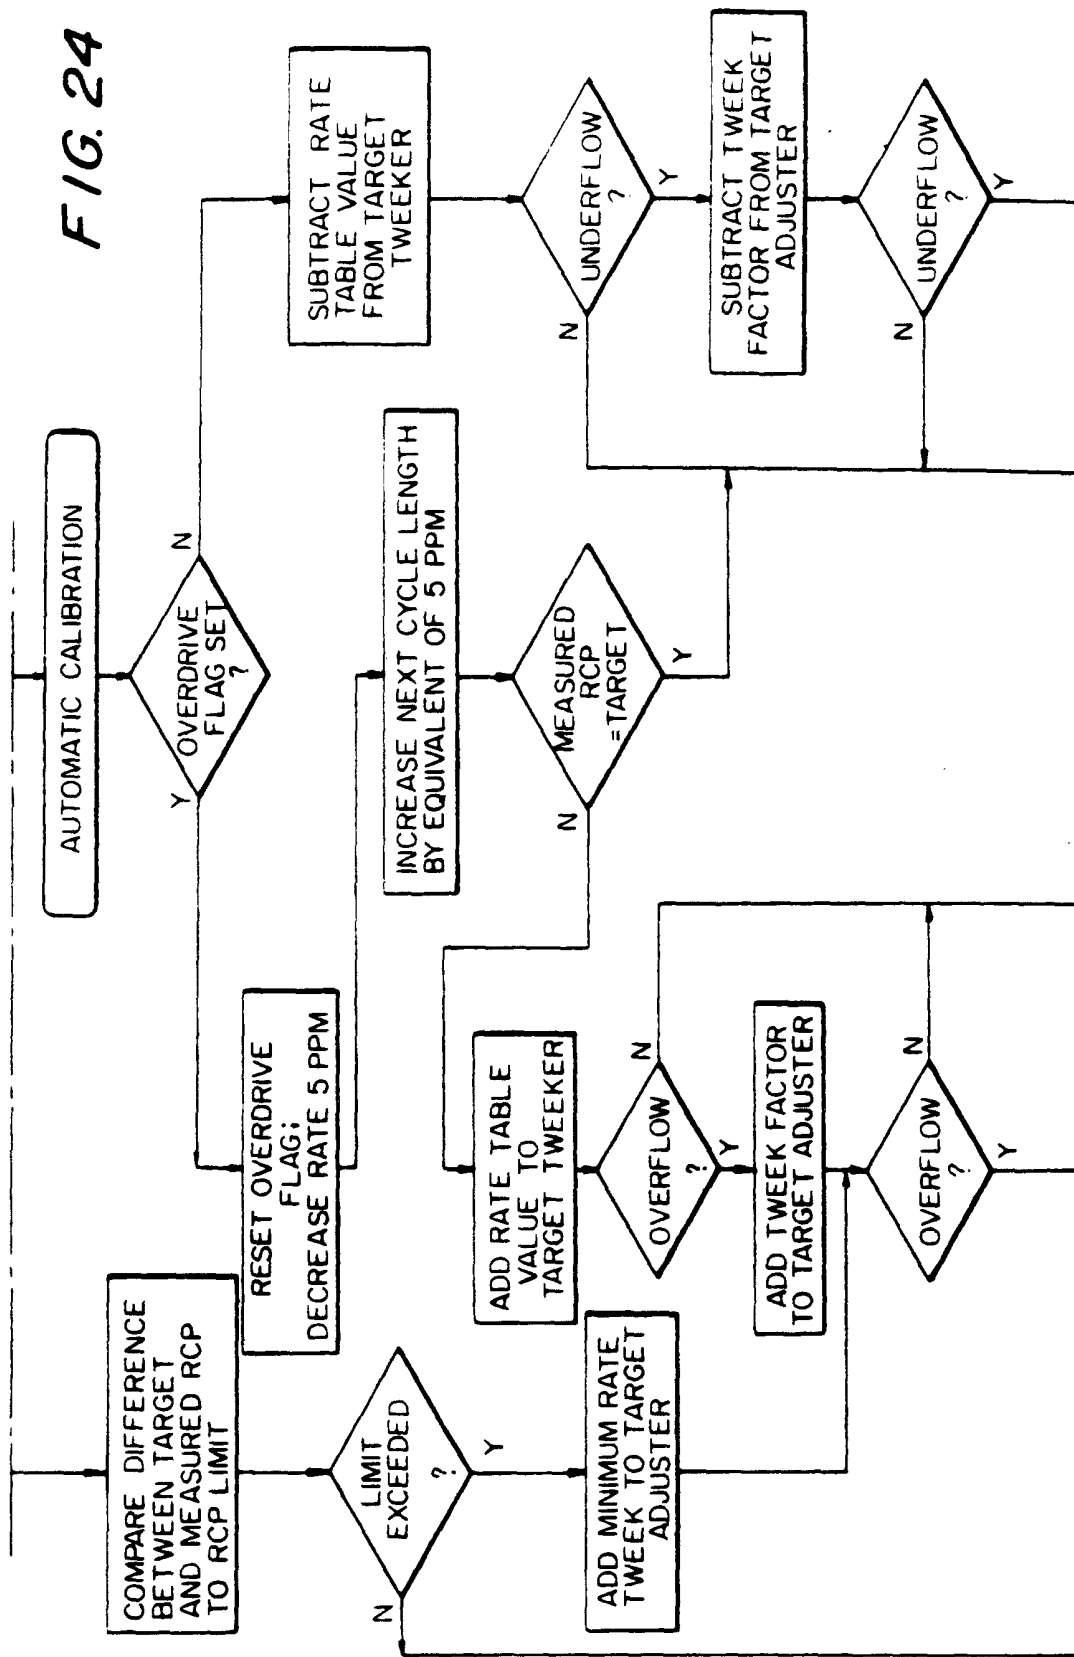 FIG. 24
AUTOMATIC CALIBRATION
OVERDRIVE
FLAG SET
?
Y
N
SUBTRACT RATE
TABLE VALUE
FROM TARGET
TWEEKER
UNDERFLOW
?
N
Y
SUBTRACT TWEEK
FACTOR FROM TARGET
ADJUSTER
UNDERFLOW
?
N
Y
RESET OVERDRIVE
FLAG;
DECREASE RATE 5 PPM
INCREASE NEXT CYCLE LENGTH
BY EQUIVALENT OF 5 PPM
MEASURED
RCP
=TARGET
N
Y
ADD RATE TABLE
VALUE TO
TARGET TWEEKER
OVERFLOW
?
N
Y
ADD TWEEK FACTOR
TO TARGET ADJUSTER
OVERFLOW
?
N
Y
COMPARE DIFFERENCE
BETWEEN TARGET
AND MEASURED RCP
TO RCP LIMIT
LIMIT
EXCEEDED
?
N
Y
ADD MINIMUM RATE
TWEEK TO TARGET
ADJUSTER